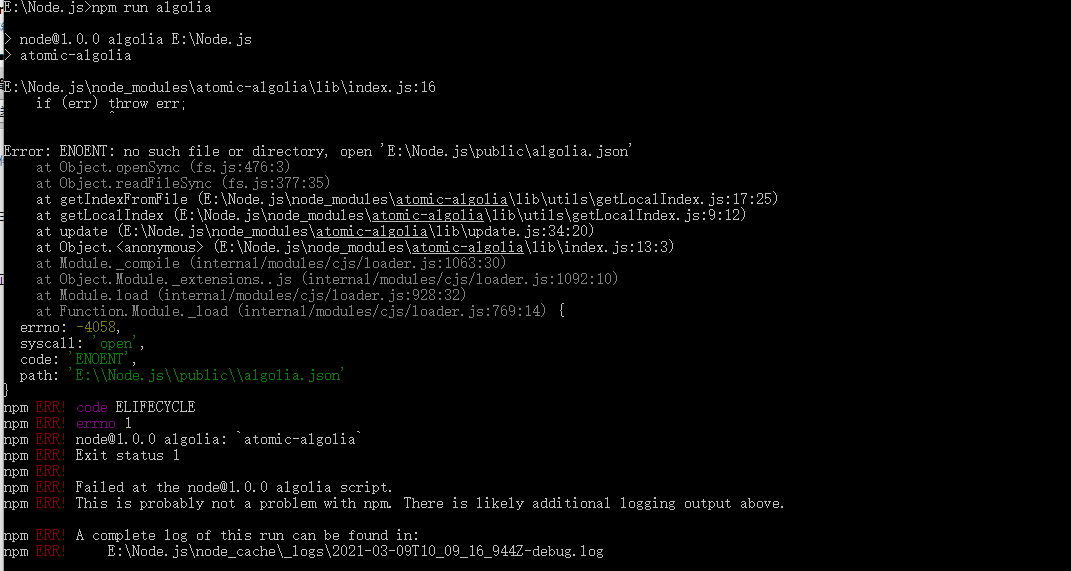 E:\Node.js>npm run algolia
> node@1.0.0 algolia E:\Node.js
> atomic-algolia
E:\Node.js\node_modules\atomic-algolia\lib\index.js:16
if (err) throw err;
^
Error: ENOENT: no such file or directory, open 'E:\Node.js\public\algolia.json'
at Object.openSync (fs.js:476:3)
at Object.readFileSync (fs.js:377:35)
at getIndexFromFile (E:\Node.js\node_modules\atomic-algolia\lib\utils\getLocalIndex.js:17:25)
at getLocalIndex (E:\Node.js\node_modules\atomic-algolia\lib\utils\getLocalIndex.js:9:12)
at update (E:\Node.js\node_modules\atomic-algolia\lib\update.js:34:20)
at Object.<anonymous> (E:\Node.js\node_modules\atomic-algolia\lib\index.js:13:3)
at Module._compile (internal/modules/cjs/loader.js:1063:30)
at Object.Module._extensions..js (internal/modules/cjs/loader.js:1092:10)
at Module.load (internal/modules/cjs/loader.js:928:32)
at Function.Module._load (internal/modules/cjs/loader.js:769:14) {
errno: -4058,
syscall: 'open',
code: 'ENOENT',
path: 'E:\\Node.js\\public\\algolia.json'
}
npm ERR! code ELIFECYCLE
npm ERR! errno 1
npm ERR! node@1.0.0 algolia: `atomic-algolia`
npm ERR! Exit status 1
npm ERR!
npm ERR! Failed at the node@1.0.0 algolia script.
npm ERR! This is probably not a problem with npm. There is likely additional logging output above.
npm ERR! A complete log of this run can be found in:
npm ERR! E:\Node.js\node_cache\_logs\2021-03-09T10_09_16_944Z-debug.log